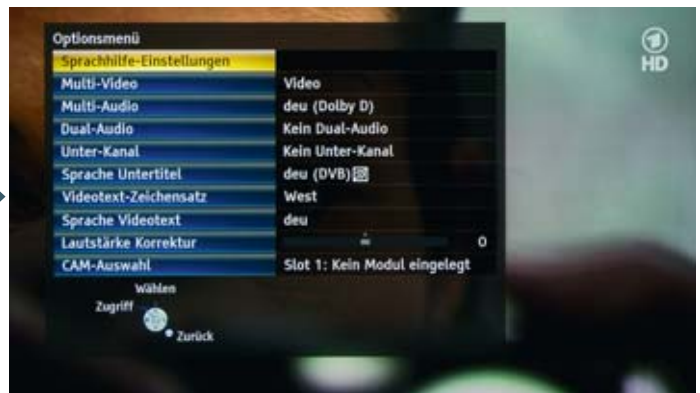 Optionsmenü
HD
Sprachhilfe-Einstellungen
Multi-Video Video
Multi-Audio deu (Dolby D)
Dual-Audio Kein Dual-Audio
Unter-Kanal Kein Unter-Kanal
Sprache Untertitel deu (DVB)
Videotext-Zeichensatz West
Sprache Videotext deu
Lautstärke Korrektur 0
CAM-Auswahl Slot 1: Kein Modul eingelegt
Wählen
Zugriff
Zurück